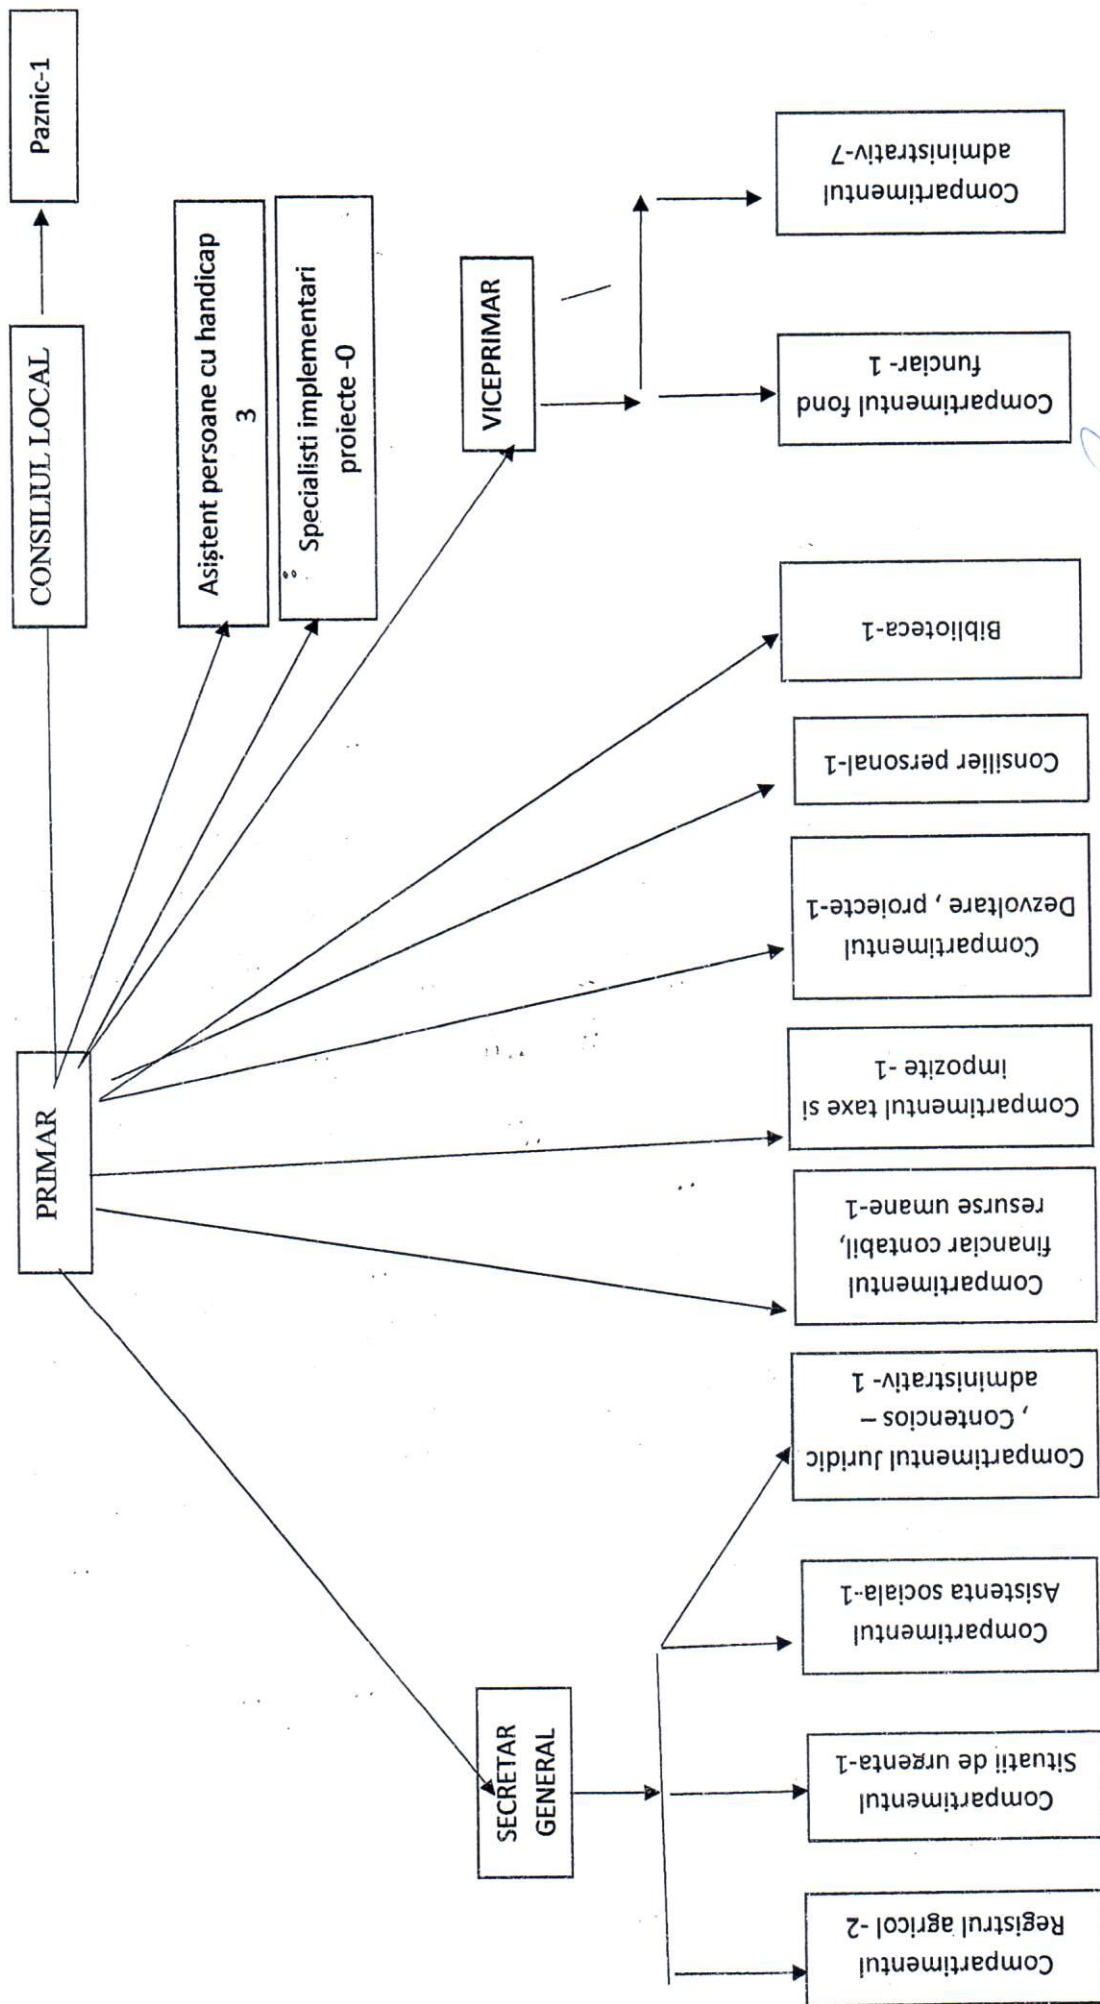 PRIMAR
CONSILIUL LOCAL
Paznic-1
Asistent persoane cu handicap
3
Specialisti implementari
proiecte -0
SECRETAR
GENERAL
VICEPRIMAR
Compartimentul
Registrul agricol -2
Compartimentul
Situatii de urgenta-1
Compartimentul
Asistenta sociala-1
Compartimentul Juridic
, Contencios –
administrativ- 1
Compartimentul
financiar contabil,
resurse umane-1
Compartimentul taxe si
impozite -1
Compartimentul
Dezvoltare , proiecte-1
Consilier personal-1
Biblioteca-1
Compartimentul fond
funciar- 1
Compartimentul
administrativ-7